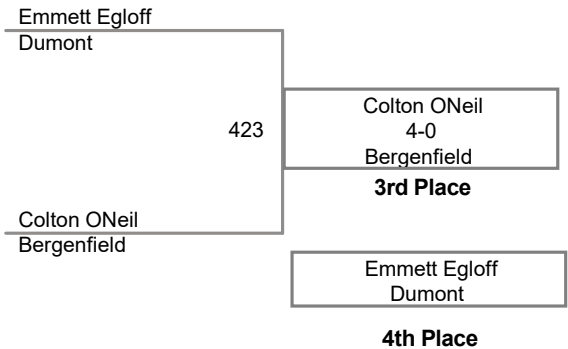 Emmett Egloff
Dumont
423
Colton ONeil
4-0
Bergenfield
3rd Place
Colton ONeil
Bergenfield
Emmett Egloff
Dumont
4th Place